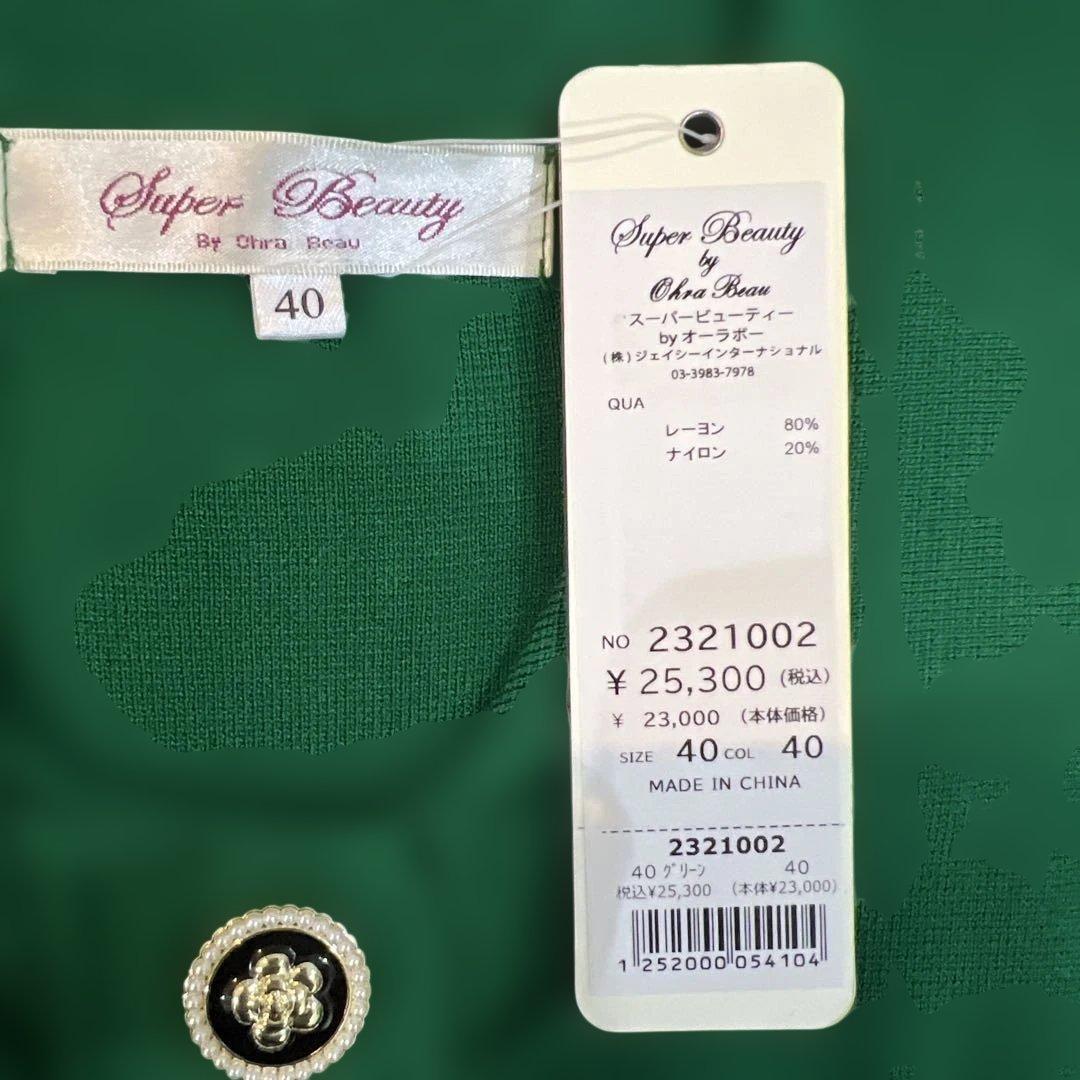 Super Beauty
By Ohra Beau
40
Super Beauty
by
Ohra Beau
スーパービューティー
by オーラボー
(株)ジェイシーインターナショナル
03-3983-7978
QUA
レーヨン 80%
ナイロン 20%
NO 2321002
¥ 25,300 (税込)
¥ 23,000 (本体価格)
SIZE 40 COL 40
MADE IN CHINA
2321002
40 グリーン 40
税込¥25,300 (本体¥23,000)
1 252000 054104